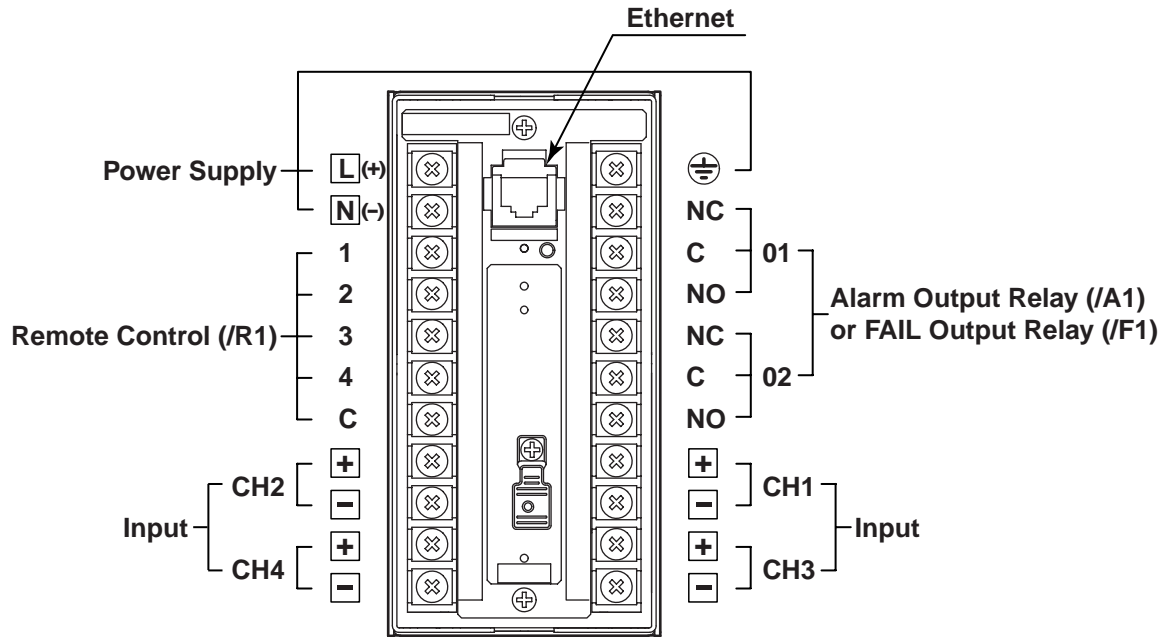 Ethernet
Power Supply
L (+)
N (-)
1
2
3
4
C
Remote Control (/R1)
+
-
CH2
+
-
CH4
Input
NC
C
NO
01
NC
C
NO
02
Alarm Output Relay (/A1)
or FAIL Output Relay (/F1)
+
-
CH1
+
-
CH3
Input